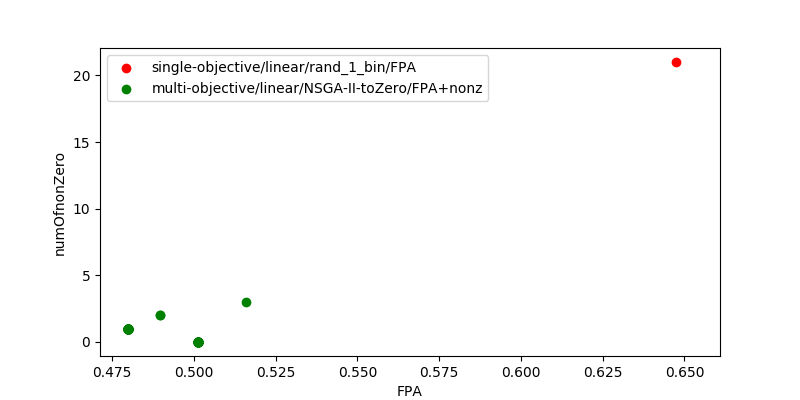 single-objective/linear/rand_1_bin/FPA
multi-objective/linear/NSGA-II-toZero/FPA+nonz
20
15
10
5
0
numOfnonZero
0.475 0.500 0.525 0.550 0.575 0.600 0.625 0.650
FPA